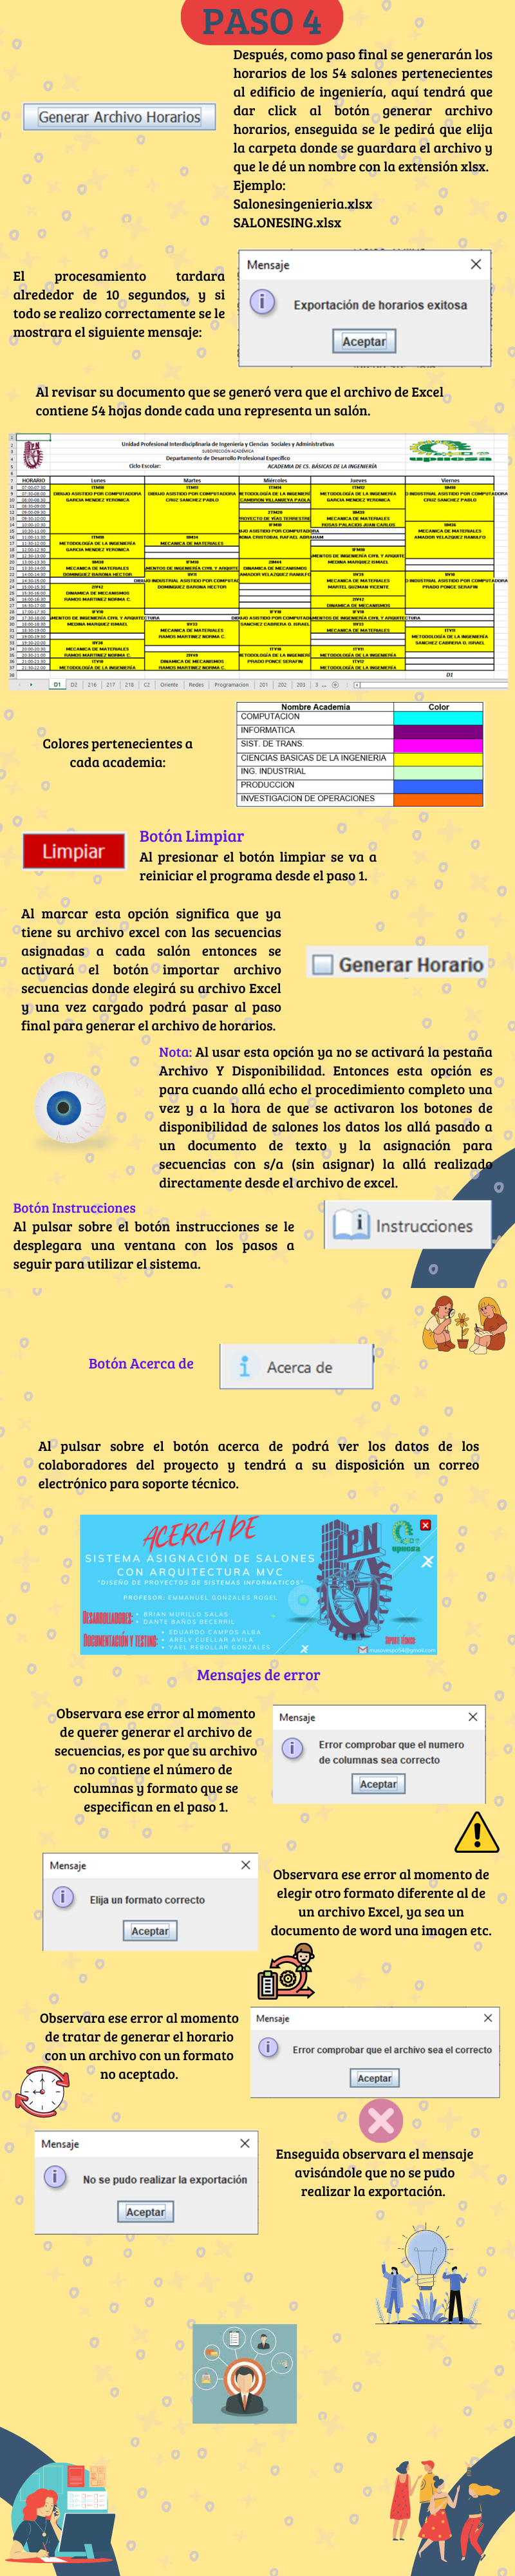 PASO 4
Después, como paso final se generarán los
horarios de los 54 salones pertenecientes
al edificio de ingeniería, aquí tendrá que
dar click al botón generar archivo
horarios, enseguida se le pedirá que elija
la carpeta donde se guardara el archivo y
que le dé un nombre con la extensión xlsx.
Ejemplo:
Salonesingenieria.xlsx
SALONESING.xlsx
Generar Archivo Horarios
El procesamiento tardara
alrededor de 10 segundos, y si
todo se realizo correctamente se le
mostrara el siguiente mensaje:
Mensaje
Exportación de horarios exitosa
Aceptar
Al revisar su documento que se generó vera que el archivo de Excel
contiene 54 hojas donde cada una representa un salón.
Unidad Profesional Interdisciplinaria de Ingeniería y Ciencias Sociales y Administrativas
SUBDIRECCIÓN ACADÉMICA
Departamento de Desarrollo Profesional Específico
Ciclo Escolar:
ACADEMIA DE CS. BÁSICAS DE LA INGENIERÍA
HORARIO Lunes Martes Miércoles Jueves Viernes
D1
D1 D2 216 217 218 C2 Oriente Redes Programacion 201 202 203
Colores pertenecientes a
cada academia:
Nombre Academia Color
COMPUTACION
INFORMATICA
SIST. DE TRANS.
CIENCIAS BASICAS DE LA INGENIERIA
ING. INDUSTRIAL
PRODUCCION
INVESTIGACION DE OPERACIONES
Limpiar
Botón Limpiar
Al presionar el botón limpiar se va a
reiniciar el programa desde el paso 1.
Al marcar esta opción significa que ya
tiene su archivo excel con las secuencias
asignadas a cada salón entonces se
activará el botón importar archivo
secuencias donde elegirá su archivo Excel
y una vez cargado podrá pasar al paso
final para generar el archivo de horarios.
Generar Horario
Nota: Al usar esta opción ya no se activará la pestaña
Archivo Y Disponibilidad. Entonces esta opción es
para cuando allá echo el procedimiento completo una
vez y a la hora de que se activaron los botones de
disponibilidad de salones los datos los allá pasado a
un documento de texto y la asignación para
secuencias con s/a (sin asignar) la allá realizado
directamente desde el archivo de excel.
Botón Instrucciones
Al pulsar sobre el botón instrucciones se le
desplegara una ventana con los pasos a
seguir para utilizar el sistema.
Instrucciones
Botón Acerca de
Acerca de
Al pulsar sobre el botón acerca de podrá ver los datos de los
colaboradores del proyecto y tendrá a su disposición un correo
electrónico para soporte técnico.
ACERCA DE
SISTEMA ASIGNACIÓN DE SALONES
CON ARQUITECTURA MVC
"DISEÑO DE PROYECTOS DE SISTEMAS INFORMATICOS"
PROFESOR: EMMANUEL GONZALES ROGEL
DESARROLLADORES:
BRIAN MURILLO SALAS
DANTE BAÑOS BECERRIL
DOCUMENTACIÓN Y TESTING:
EDUARDO CAMPOS ALBA
ARELY CUELLAR AVILA
YAEL REBOLLAR GONZALES
IPN
upiicsa
Mensajes de error
Observara ese error al momento
de querer generar el archivo de
secuencias, es por que su archivo
no contiene el número de
columnas y formato que se
especifican en el paso 1.
Mensaje
Error comprobar que el numero
de columnas sea correcto
Aceptar
Mensaje
Elija un formato correcto
Aceptar
Observara ese error al momento de
elegir otro formato diferente al de
un archivo Excel, ya sea un
documento de word una imagen etc.
Observara ese error al momento
de tratar de generar el horario
con un archivo con un formato
no aceptado.
Mensaje
Error comprobar que el archivo sea el correcto
Aceptar
Mensaje
No se pudo realizar la exportación
Aceptar
Enseguida observara el mensaje
avisándole que no se pudo
realizar la exportación.